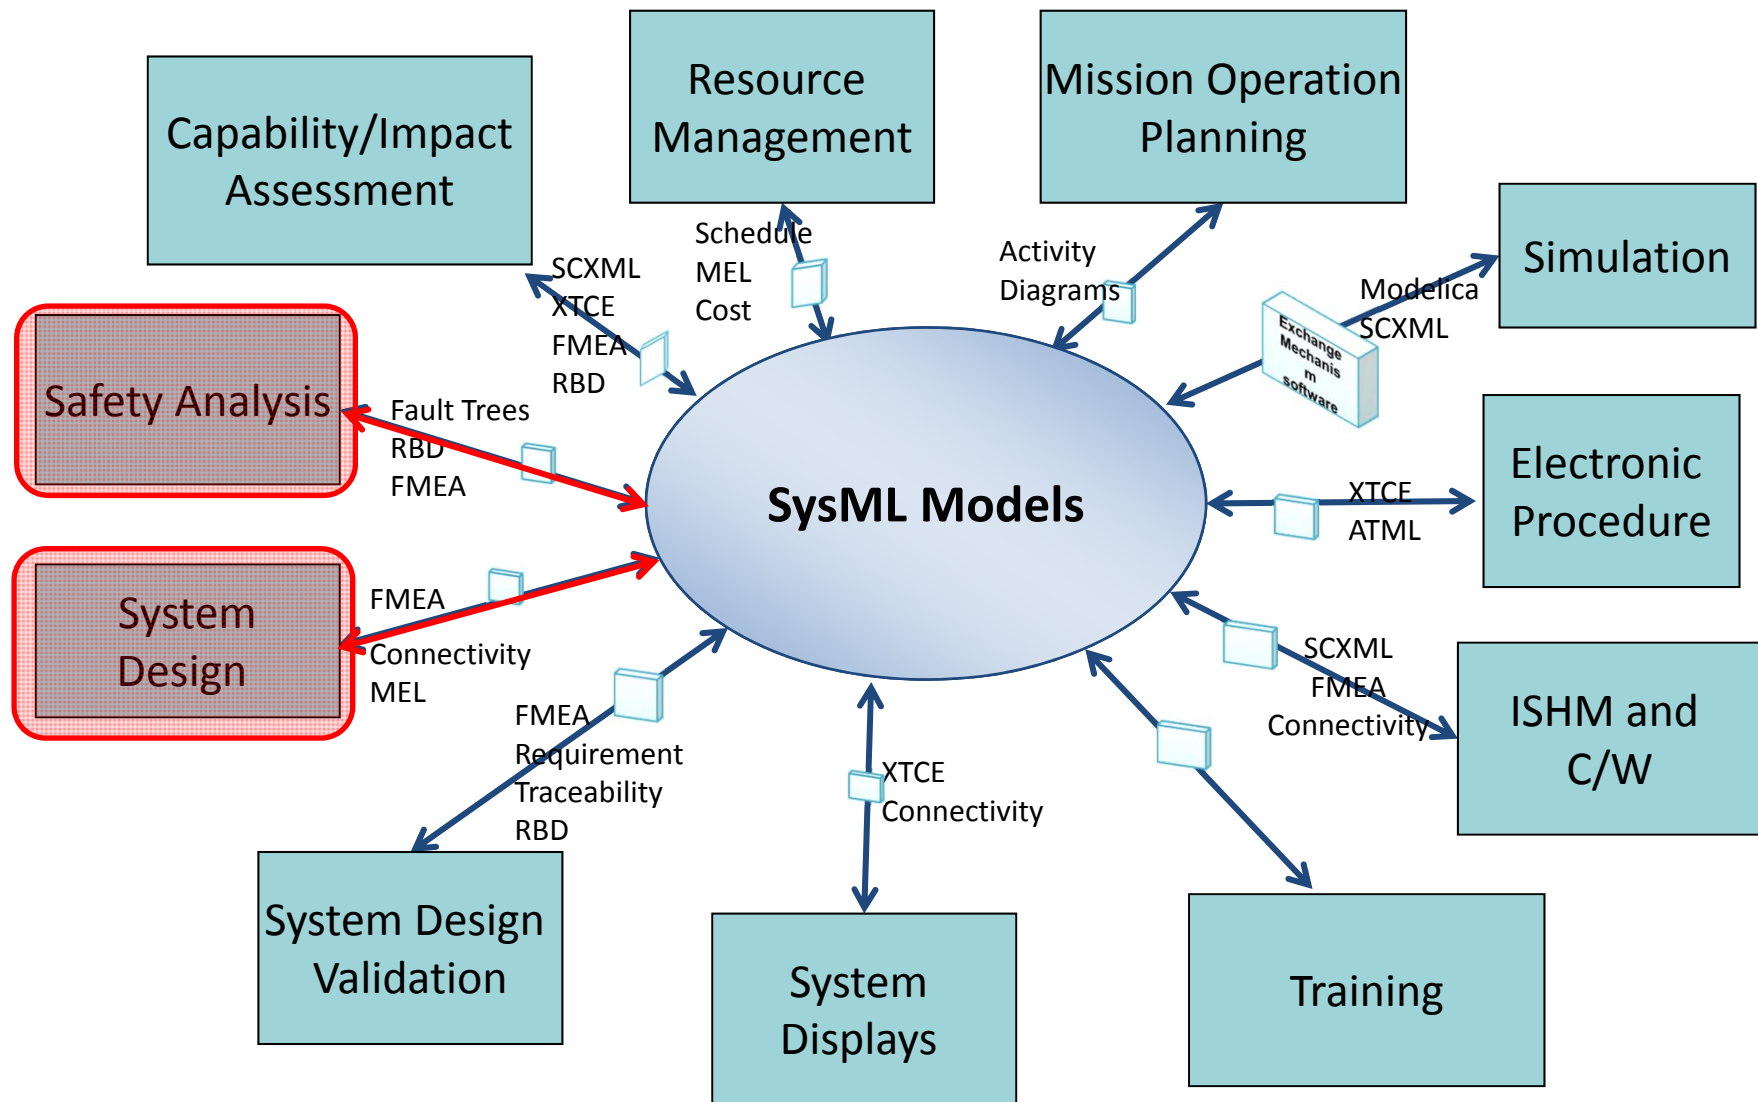 Resource
Management
Mission Operation
Planning
Capability/Impact
Assessment
Simulation
Schedule
MEL
Cost
Activity
Diagrams
SCXML
XTCE
FMEA
RBD
Modelica
SCXML
Exchange
Mechanis
m
software
Safety Analysis
Fault Trees
RBD
FMEA
SysML Models
XTCE
ATML
Electronic
Procedure
System
Design
FMEA
Connectivity
MEL
SCXML
FMEA
Connectivity
ISHM and
C/W
FMEA
Requirement
Traceability
RBD
XTCE
Connectivity
System Design
Validation
System
Displays
Training